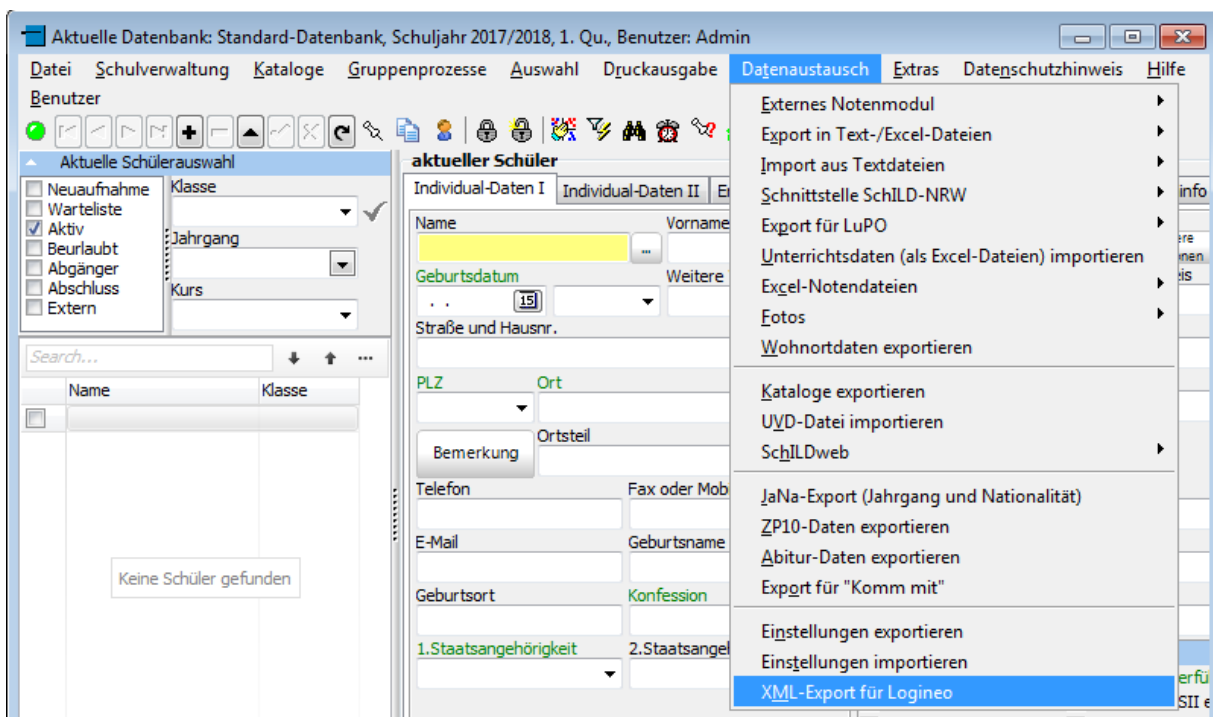 Aktuelle Datenbank: Standard-Datenbank, Schuljahr 2017/2018, 1. Qu., Benutzer: Admin
Datei Schulverwaltung Kataloge Gruppenprozesse Auswahl Druckausgabe Datenaustausch Extras Datenschutzhinweis Hilfe
Benutzer
Aktuelle Schülerauswahl
Neuaufnahme
Warteliste
Aktiv
Beurlaubt
Abgänger
Abschluss
Extern
Klasse
Jahrgang
Kurs
Search...
Name Klasse
Keine Schüler gefunden
aktueller Schüler
Individual-Daten I Individual-Daten II
Name Vorname
...
Geburtsdatum Weitere
. . 15
Straße und Hausnr.
PLZ Ort
Bemerkung Ortsteil
Telefon Fax oder Mob
E-Mail Geburtsname
Geburtsort Konfession
1.Staatsangehörigkeit 2.Staatsangel
Externes Notenmodul
Export in Text-/Excel-Dateien
Import aus Textdateien
Schnittstelle SchILD-NRW
Export für LuPO
Unterrichtsdaten (als Excel-Dateien) importieren
Excel-Notendateien
Fotos
Wohnortdaten exportieren
Kataloge exportieren
UVD-Datei importieren
SchILDweb
JaNa-Export (Jahrgang und Nationalität)
ZP10-Daten exportieren
Abitur-Daten exportieren
Export für "Komm mit"
Einstellungen exportieren
Einstellungen importieren
XML-Export für Logineo
info
erfü
SII e